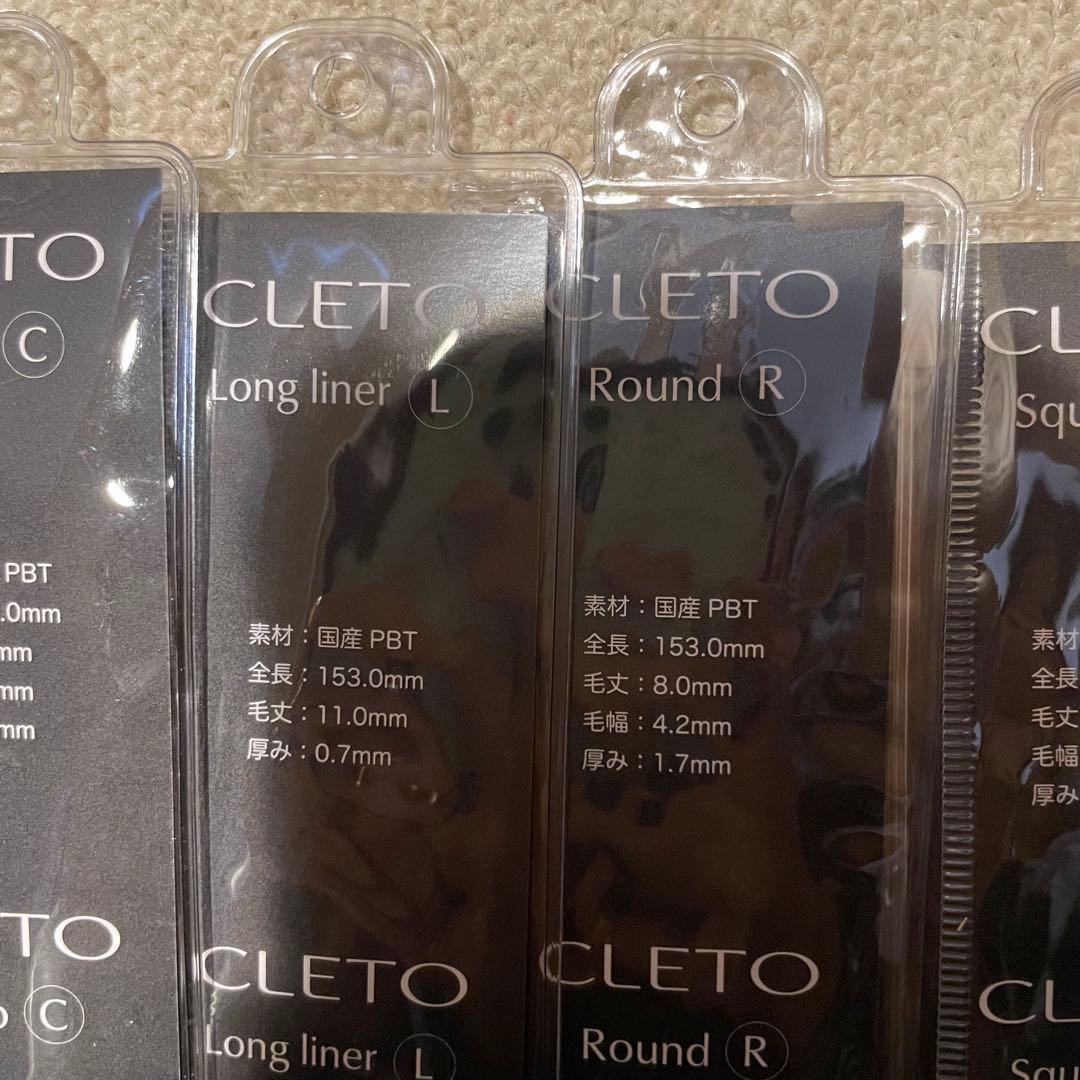 TO
C
PBT
.0mm
mm
mm
mm
TO
C
CLETO
Long liner L
素材：国産 PBT
全長：153.0mm
毛丈：11.0mm
厚み：0.7mm
CLETO
Long liner L
CLETO
Round R
素材：国産 PBT
全長：153.0mm
毛丈：8.0mm
毛幅：4.2mm
厚み：1.7mm
CLETO
Round R
CL
Squ
素材
全長
毛丈
毛幅
厚み
CL
Squ